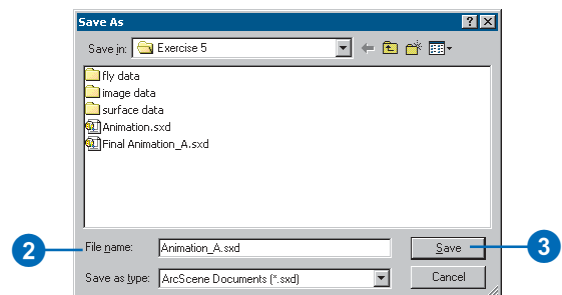 Save As
Save in: Exercise 5
fly data
image data
surface data
Animation.sxd
Final Animation_A.sxd
2 File name: Animation_A.sxd Save 3
Save as type: ArcScene Documents (*.sxd) Cancel